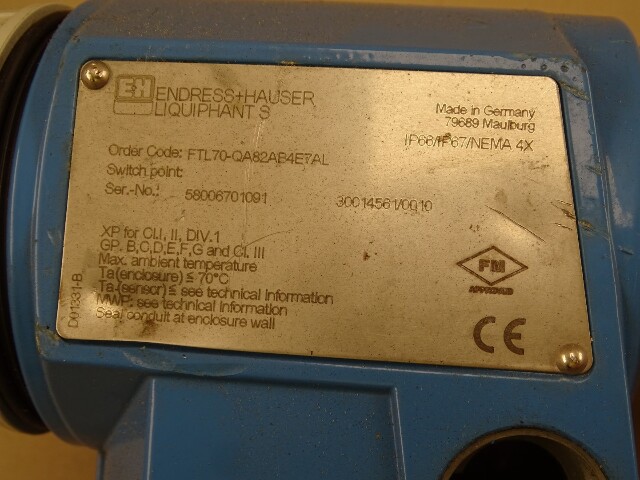 EH ENDRESS+HAUSER
LIQUIPHANT S
Made in Germany
79689 Maulburg
IP66/IP67/NEMA 4X
Order Code: FTL70-QA82AB4E7AL
Switch point:
Ser.-No.: 58006701091 30014561/0010
XP for Cl.I, II, DIV.1
GP. B,C,D,E,F,G and Cl. III
Max. ambient temperature
Ta (enclosure) ≤ 70°C
Ta (sensor) ≤ see technical Information
MWP: see technical Information
Seal conduit at enclosure wall
D01331-B
FM
APPROVED
CE